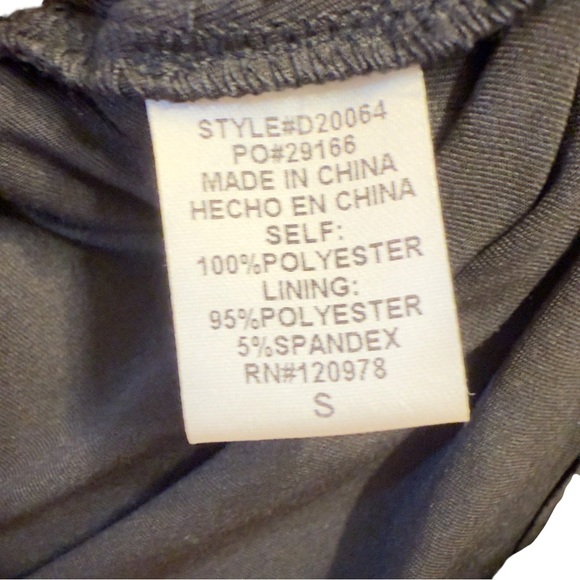 STYLE#D20064
PO#29166
MADE IN CHINA
HECHO EN CHINA
SELF:
100%POLYESTER
LINING:
95%POLYESTER
5%SPANDEX
RN#120978
S